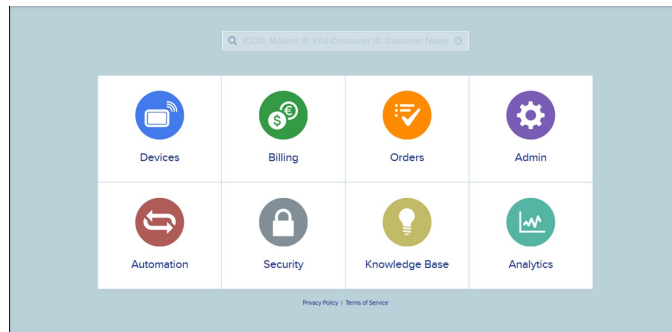 ICCID, Modem ID, End Consumer ID, Customer Name
Devices
Billing
Orders
Admin
Automation
Security
Knowledge Base
Analytics
Privacy Policy | Terms of Service